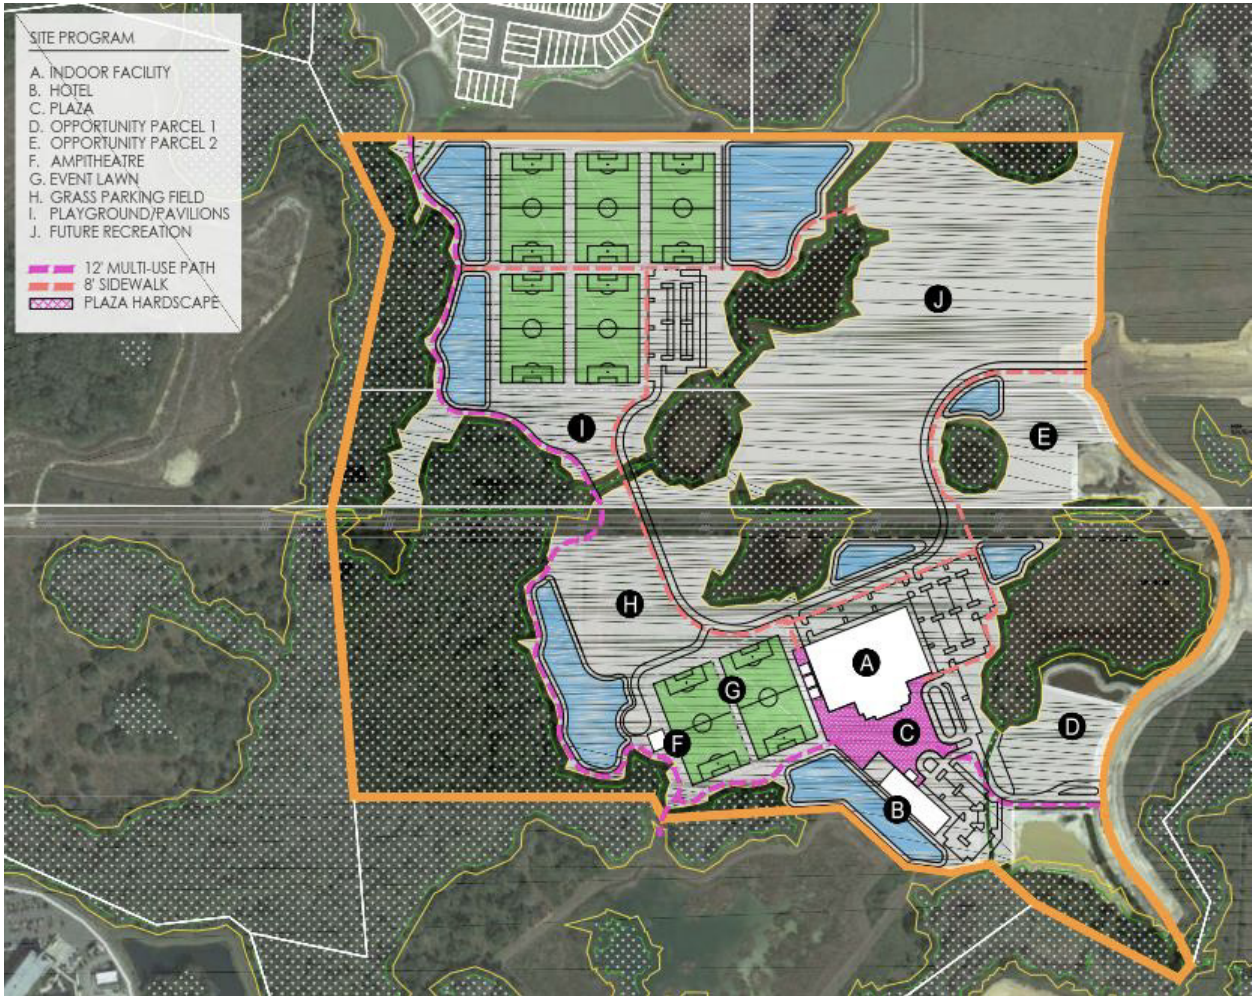 SITE PROGRAM
A. INDOOR FACILITY
B. HOTEL
C. PLAZA
D. OPPORTUNITY PARCEL 1
E. OPPORTUNITY PARCEL 2
F. AMPITHEATRE
G. EVENT LAWN
H. GRASS PARKING FIELD
I. PLAYGROUND/PAVILIONS
J. FUTURE RECREATION
12' MULTI-USE PATH
8' SIDEWALK
PLAZA HARDSCAPE
J
I
E
H
A
G
D
C
F
B